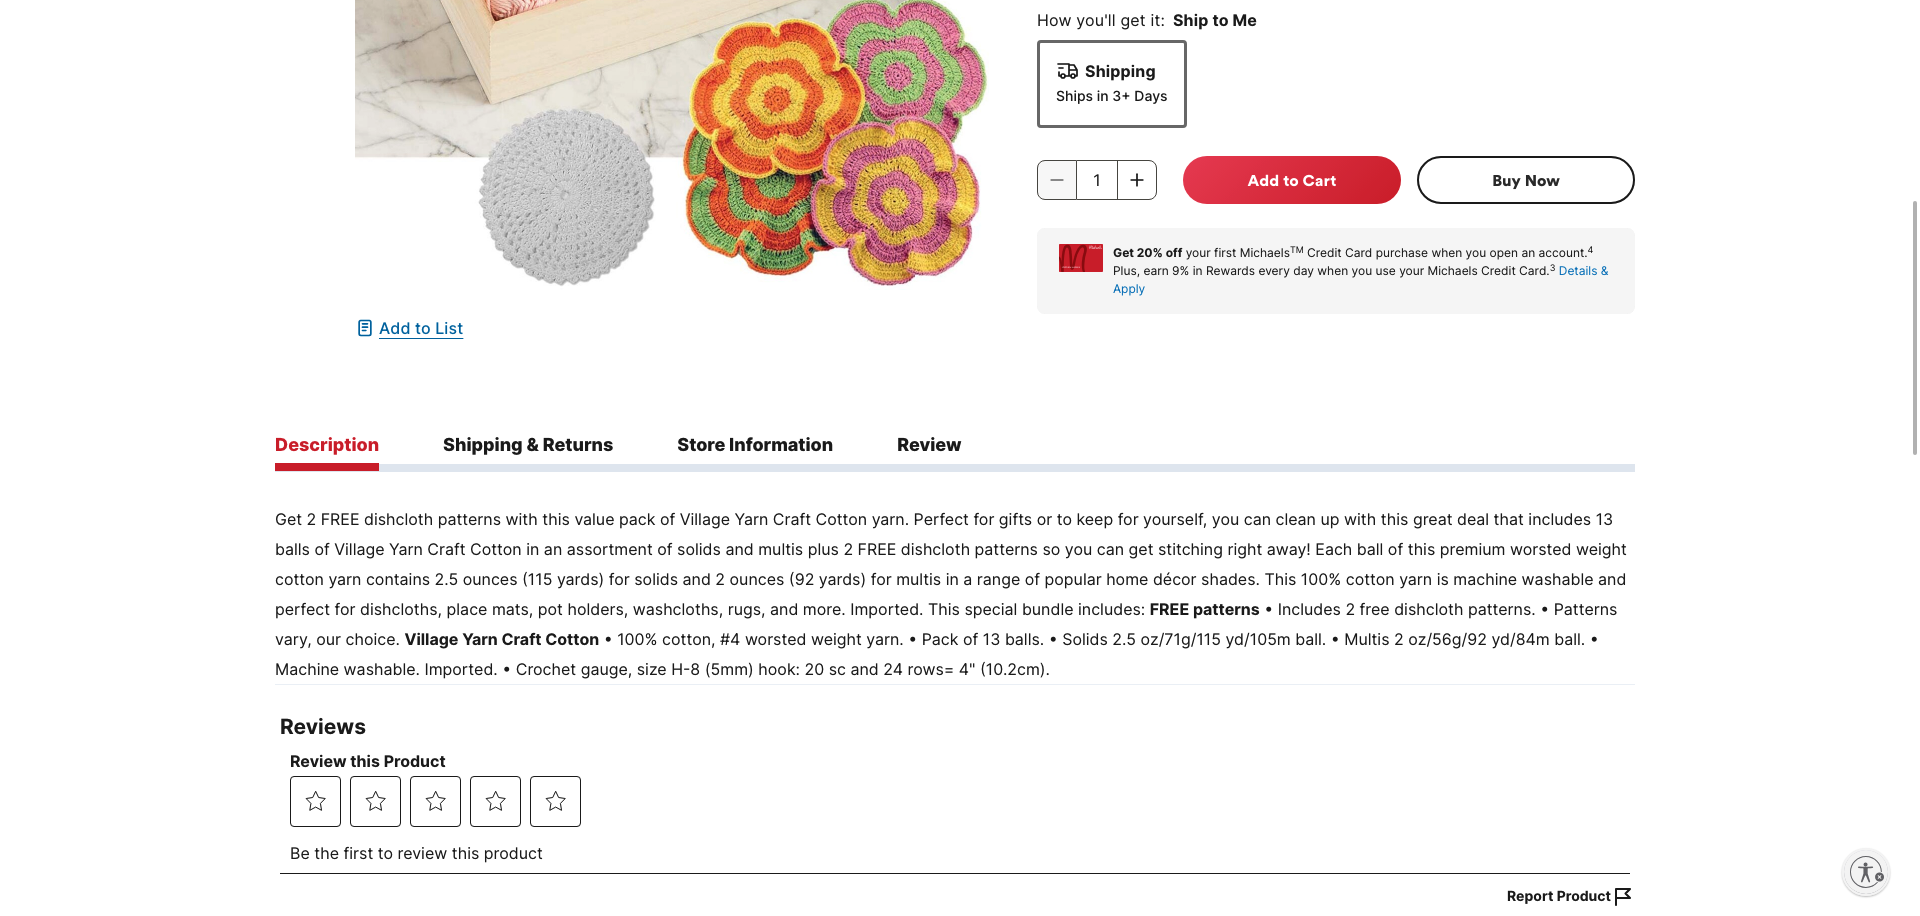 How you'll get it: Ship to Me
Shipping
Ships in 3+ Days
1
Add to Cart
Buy Now
Get 20% off your first Michaels™ Credit Card purchase when you open an account.⁴
Plus, earn 9% in Rewards every day when you use your Michaels Credit Card.³ Details &
Apply
Add to List
Description
Shipping & Returns
Store Information
Review
Get 2 FREE dishcloth patterns with this value pack of Village Yarn Craft Cotton yarn. Perfect for gifts or to keep for yourself, you can clean up with this great deal that includes 13
balls of Village Yarn Craft Cotton in an assortment of solids and multis plus 2 FREE dishcloth patterns so you can get stitching right away! Each ball of this premium worsted weight
cotton yarn contains 2.5 ounces (115 yards) for solids and 2 ounces (92 yards) for multis in a range of popular home décor shades. This 100% cotton yarn is machine washable and
perfect for dishcloths, place mats, pot holders, washcloths, rugs, and more. Imported. This special bundle includes: FREE patterns • Includes 2 free dishcloth patterns. • Patterns
vary, our choice. Village Yarn Craft Cotton • 100% cotton, #4 worsted weight yarn. • Pack of 13 balls. • Solids 2.5 oz/71g/115 yd/105m ball. • Multis 2 oz/56g/92 yd/84m ball. •
Machine washable. Imported. • Crochet gauge, size H-8 (5mm) hook: 20 sc and 24 rows= 4" (10.2cm).
Reviews
Review this Product
Be the first to review this product
Report Product